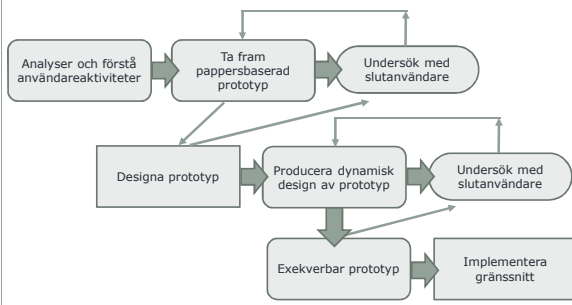 Analyser och förstå
användareaktiviteter
Ta fram
pappersbaserad
prototyp
Undersök med
slutanvändare
Designa prototyp
Producera dynamisk
design av prototyp
Undersök med
slutanvändare
Exekverbar prototyp
Implementera
gränssnitt